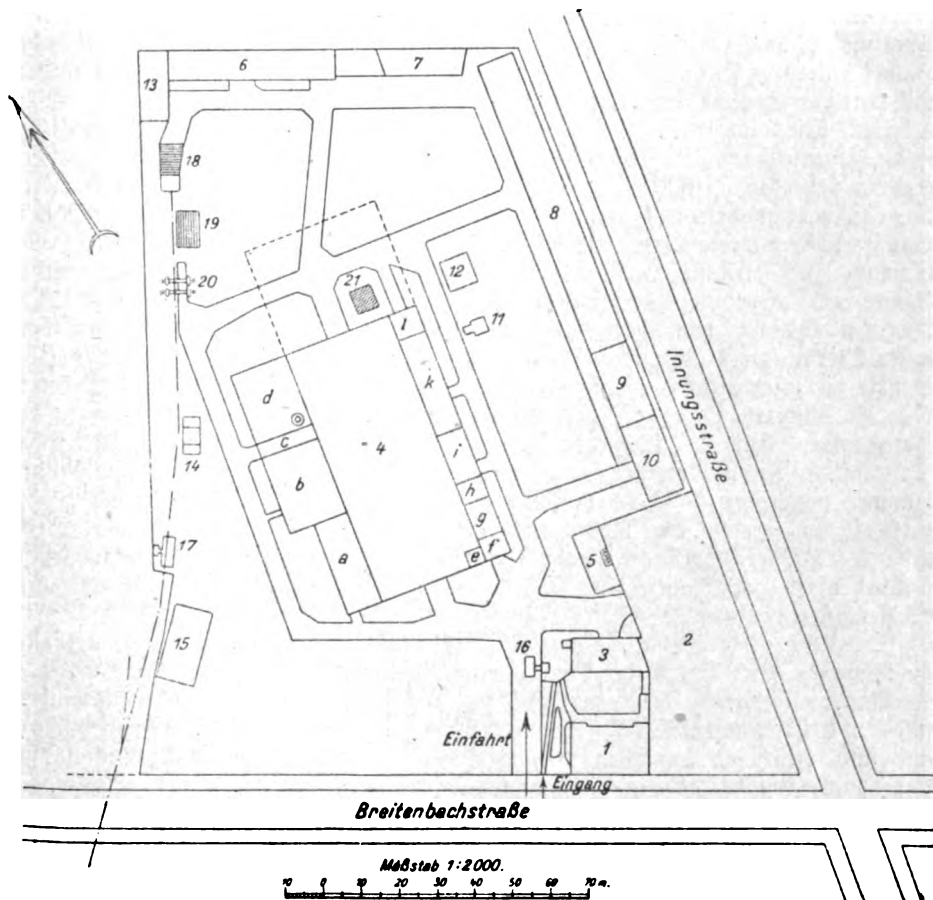 6
7
13
18
8
19
12
20
21
11
l
k
9
Innungsstraße
d
c
4
i
10
14
b
h
g
17
a
f
e
5
15
16
3
2
Einfahrt
1
Eingang
Breitenbachstraße
Maßstab 1:2000.
10 0 10 20 30 40 50 60 70 m.